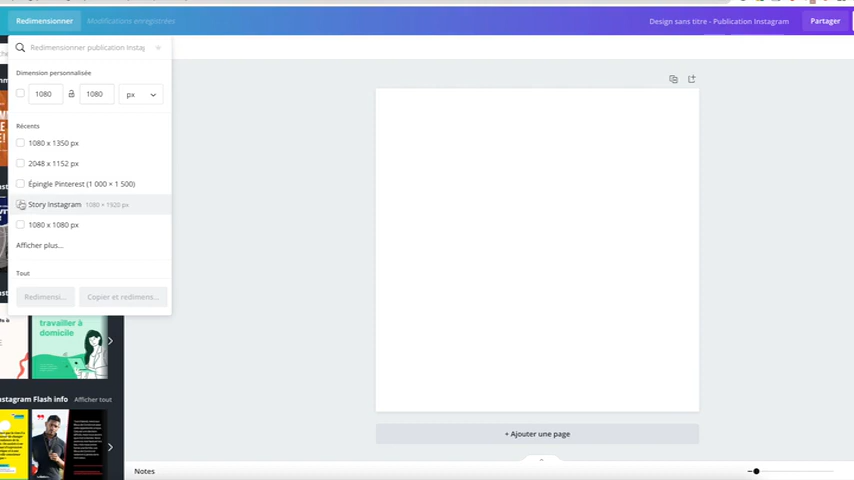 Redimensionner
Modifications enregistrées
Design sans titre - Publication Instagram
Partager
Redimensionner publication Instag
Dimension personnalisée
1080
1080
px
Récents
1080 x 1350 px
2048 x 1152 px
Épingle Pinterest (1 000 × 1 500)
Story Instagram 1080 × 1920 px
1080 x 1080 px
Afficher plus...
Tout
Redimensi...
Copier et redimens...
travailler à
domicile
nstagram Flash info
Afficher tout
+ Ajouter une page
Notes